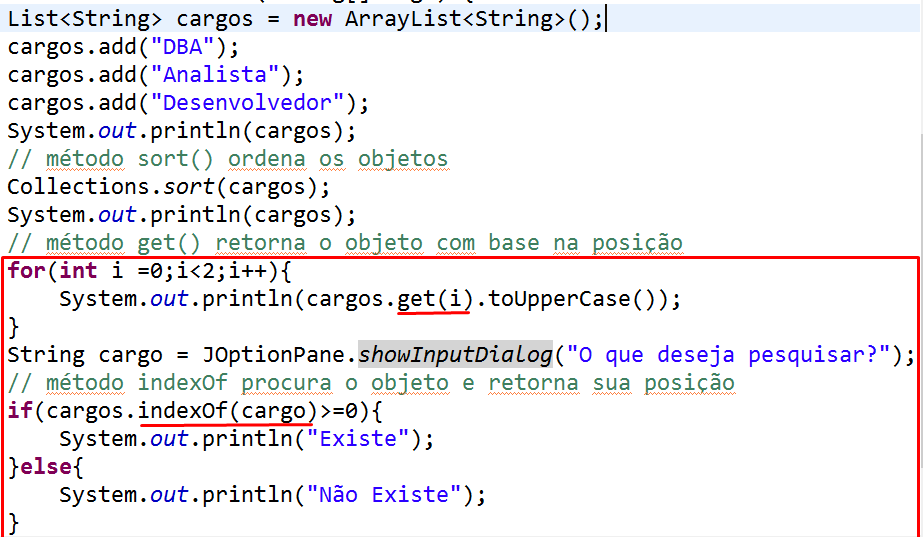 List<String> cargos = new ArrayList<String>();
cargos.add("DBA");
cargos.add("Analista");
cargos.add("Desenvolvedor");
System.out.println(cargos);
// método sort() ordena os objetos
Collections.sort(cargos);
System.out.println(cargos);
// método get() retorna o objeto com base na posição
for(int i =0;i<2;i++){
    System.out.println(cargos.get(i).toUpperCase());
}
String cargo = JOptionPane.showInputDialog("O que deseja pesquisar?");
// método indexOf procura o objeto e retorna sua posição
if(cargos.indexOf(cargo)>=0){
    System.out.println("Existe");
}else{
    System.out.println("Não Existe");
}